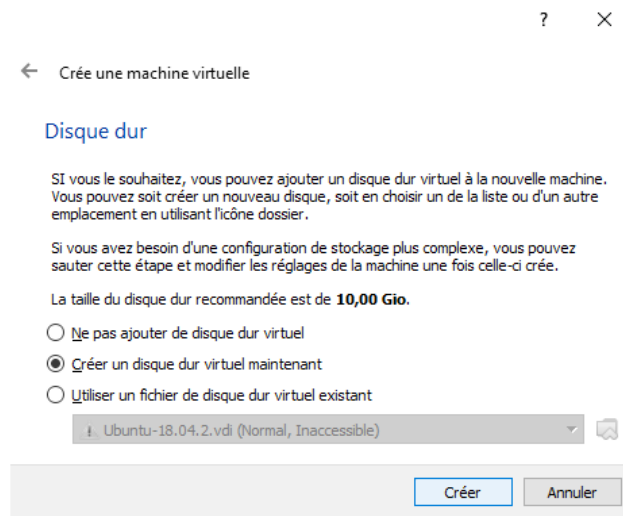 ?
Crée une machine virtuelle
Disque dur
SI vous le souhaitez, vous pouvez ajouter un disque dur virtuel à la nouvelle machine.
Vous pouvez soit créer un nouveau disque, soit en choisir un de la liste ou d'un autre
emplacement en utilisant l'icône dossier.
Si vous avez besoin d'une configuration de stockage plus complexe, vous pouvez
sauter cette étape et modifier les réglages de la machine une fois celle-ci crée.
La taille du disque dur recommandée est de 10,00 Gio.
Ne pas ajouter de disque dur virtuel
Créer un disque dur virtuel maintenant
Utiliser un fichier de disque dur virtuel existant
Ubuntu-18.04.2.vdi (Normal, Inaccessible)
Créer
Annuler